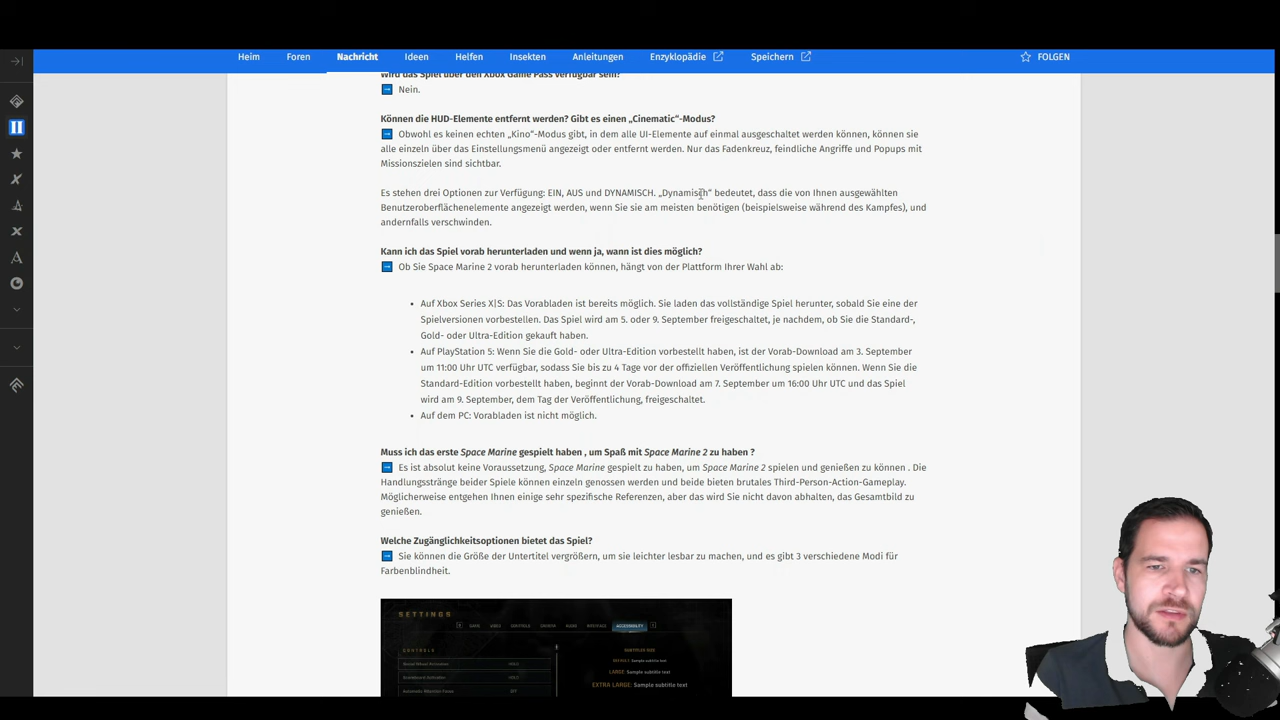 Heim Foren Nachricht Ideen Helfen Insekten Anleitungen Enzyklopädie Speichern FOLGEN
Wird das Spiel über den Xbox Game Pass verfügbar sein?
Nein.
Können die HUD-Elemente entfernt werden? Gibt es einen „Cinematic“-Modus?
Obwohl es keinen echten „Kino“-Modus gibt, in dem alle UI-Elemente auf einmal ausgeschaltet werden können, können sie
alle einzeln über das Einstellungsmenü angezeigt oder entfernt werden. Nur das Fadenkreuz, feindliche Angriffe und Popups mit
Missionszielen sind sichtbar.
Es stehen drei Optionen zur Verfügung: EIN, AUS und DYNAMISCH. „Dynamisch“ bedeutet, dass die von Ihnen ausgewählten
Benutzeroberflächenelemente angezeigt werden, wenn Sie sie am meisten benötigen (beispielsweise während des Kampfes), und
andernfalls verschwinden.
Kann ich das Spiel vorab herunterladen und wenn ja, wann ist dies möglich?
Ob Sie Space Marine 2 vorab herunterladen können, hängt von der Plattform Ihrer Wahl ab:
• Auf Xbox Series X|S: Das Vorabladen ist bereits möglich. Sie laden das vollständige Spiel herunter, sobald Sie eine der
Spielversionen vorbestellen. Das Spiel wird am 5. oder 9. September freigeschaltet, je nachdem, ob Sie die Standard-,
Gold- oder Ultra-Edition gekauft haben.
• Auf PlayStation 5: Wenn Sie die Gold- oder Ultra-Edition vorbestellt haben, ist der Vorab-Download am 3. September
um 11:00 Uhr UTC verfügbar, sodass Sie bis zu 4 Tage vor der offiziellen Veröffentlichung spielen können. Wenn Sie die
Standard-Edition vorbestellt haben, beginnt der Vorab-Download am 7. September um 16:00 Uhr UTC und das Spiel
wird am 9. September, dem Tag der Veröffentlichung, freigeschaltet.
• Auf dem PC: Vorabladen ist nicht möglich.
Muss ich das erste Space Marine gespielt haben , um Spaß mit Space Marine 2 zu haben ?
Es ist absolut keine Voraussetzung, Space Marine gespielt zu haben, um Space Marine 2 spielen und genießen zu können . Die
Handlungsstränge beider Spiele können einzeln genossen werden und beide bieten brutales Third-Person-Action-Gameplay.
Möglicherweise entgehen Ihnen einige sehr spezifische Referenzen, aber das wird Sie nicht davon abhalten, das Gesamtbild zu
genießen.
Welche Zugänglichkeitsoptionen bietet das Spiel?
Sie können die Größe der Untertitel vergrößern, um sie leichter lesbar zu machen, und es gibt 3 verschiedene Modi für
Farbenblindheit.
SETTINGS
ACCESSIBILITY
CONTROLS
SUBTITLES SIZE
DEFAULT: Sample subtitle text
HOLD
LARGE: Sample subtitle text
HOLD
EXTRA LARGE: Sample subtitle text
OFF